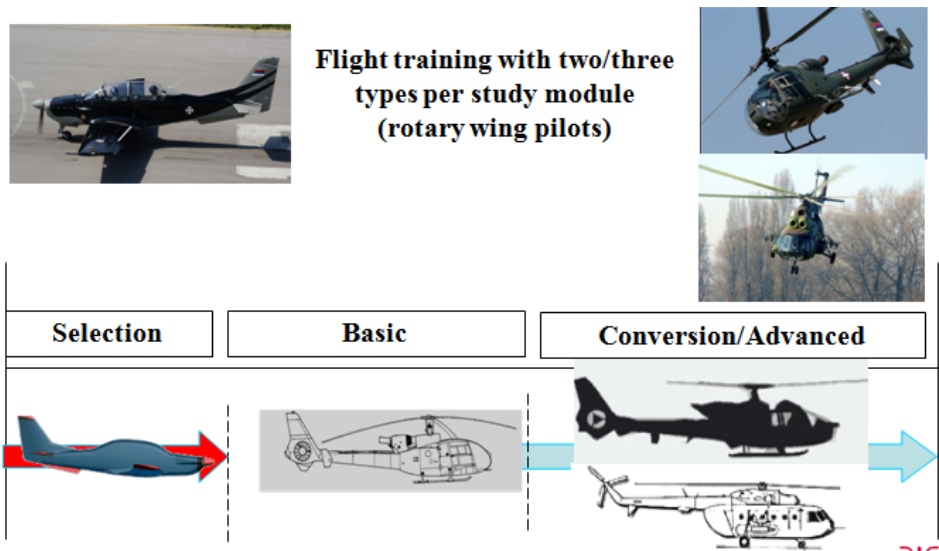 Flight training with two/three
types per study module
(rotary wing pilots)
Selection
Basic
Conversion/Advanced